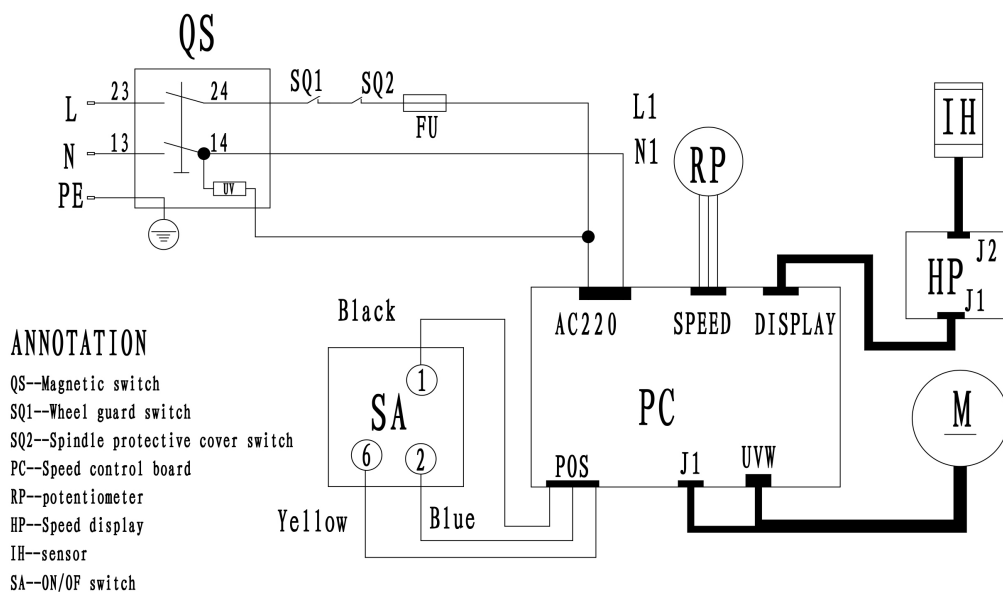 QS
L 23 24 SQ1 SQ2 FU L1
N 13 14 N1
PE
UV
RP
IH
J2
HP
J1
AC220 SPEED DISPLAY
Black
1
SA
6 2
Yellow Blue
PC
POS J1 UVW
M
ANNOTATION
QS--Magnetic switch
SQ1--Wheel guard switch
SQ2--Spindle protective cover switch
PC--Speed control board
RP--potentiometer
HP--Speed display
IH--sensor
SA--ON/OF switch